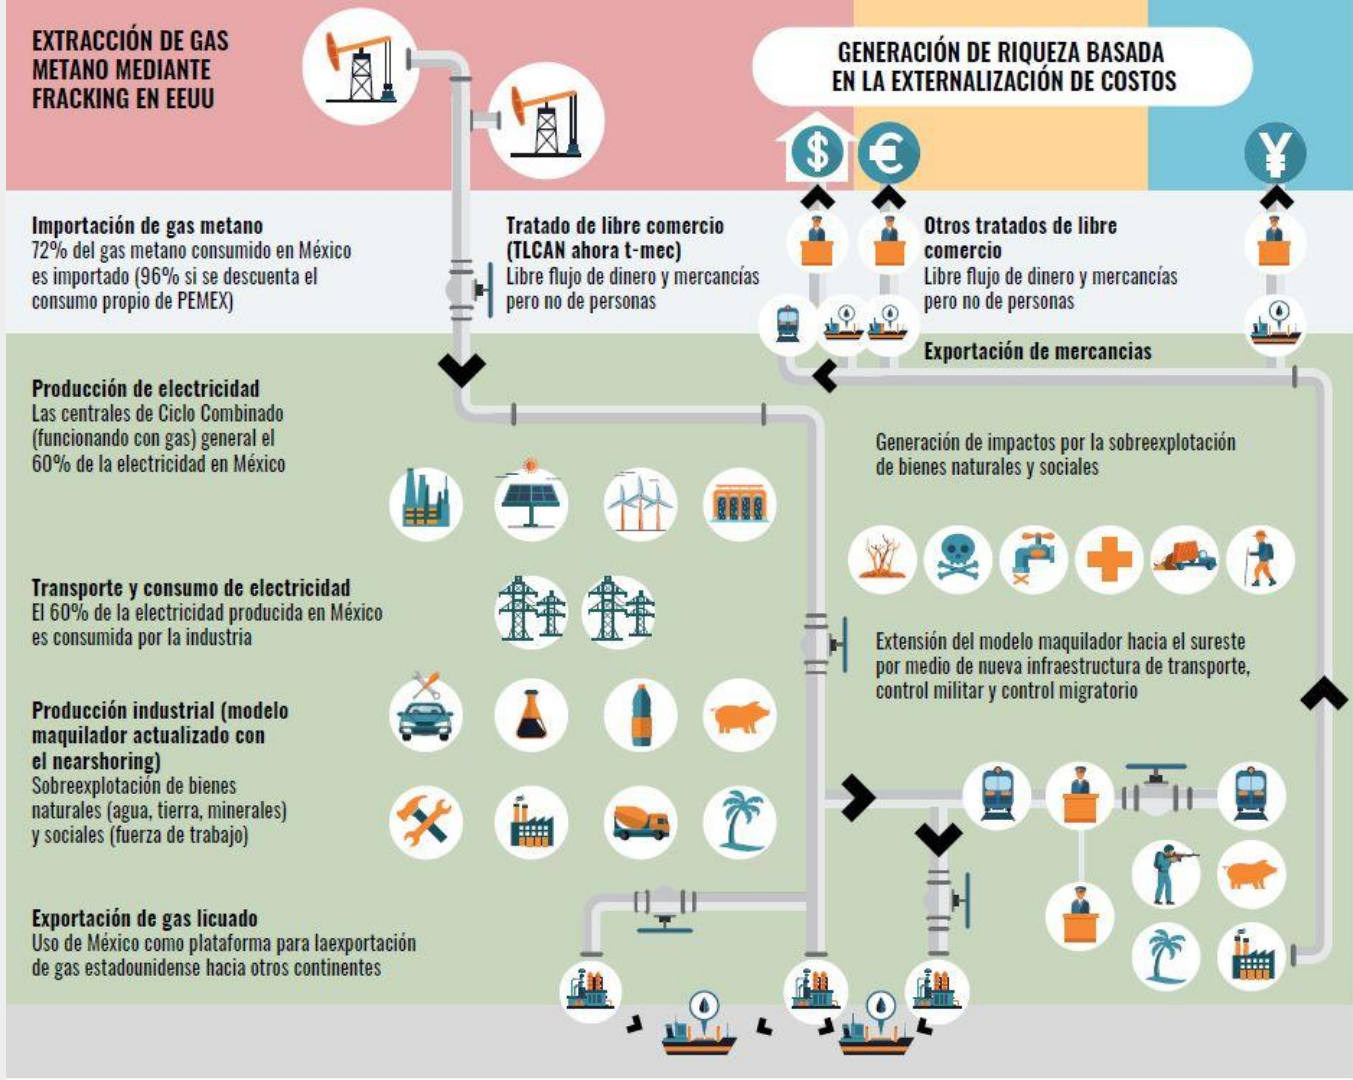 EXTRACCIÓN DE GAS
METANO MEDIANTE
FRACKING EN EEUU
GENERACIÓN DE RIQUEZA BASADA
EN LA EXTERNALIZACIÓN DE COSTOS
$
€
¥
Importación de gas metano
72% del gas metano consumido en México
es importado (96% si se descuenta el
consumo propio de PEMEX)
Tratado de libre comercio
(TLCAN ahora t-mec)
Libre flujo de dinero y mercancías
pero no de personas
Otros tratados de libre
comercio
Libre flujo de dinero y mercancías
pero no de personas
Exportación de mercancias
Producción de electricidad
Las centrales de Ciclo Combinado
(funcionando con gas) general el
60% de la electricidad en México
Generación de impactos por la sobreexplotación
de bienes naturales y sociales
Transporte y consumo de electricidad
El 60% de la electricidad producida en México
es consumida por la industria
Extensión del modelo maquilador hacia el sureste
por medio de nueva infraestructura de transporte,
control militar y control migratorio
Producción industrial (modelo
maquilador actualizado con
el nearshoring)
Sobreexplotación de bienes
naturales (agua, tierra, minerales)
y sociales (fuerza de trabajo)
Exportación de gas licuado
Uso de México como plataforma para laexportación
de gas estadounidense hacia otros continentes